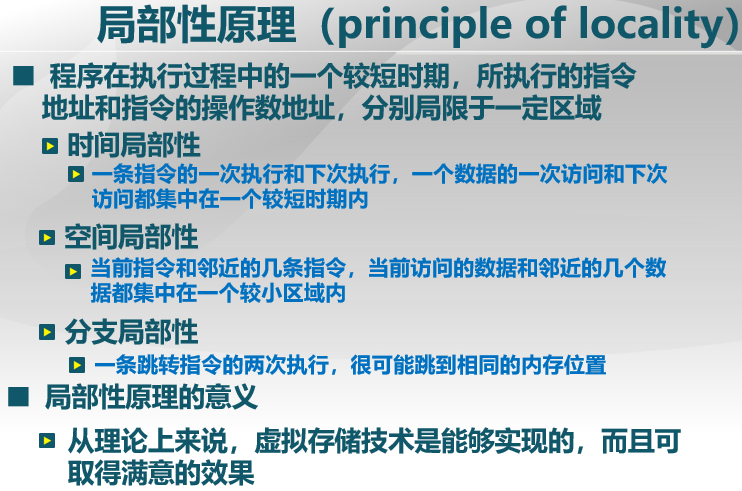 局部性原理（principle of locality）
程序在执行过程中的一个较短时期，所执行的指令
地址和指令的操作数地址，分别局限于一定区域
时间局部性
一条指令的一次执行和下次执行，一个数据的一次访问和下次
访问都集中在一个较短时期内
空间局部性
当前指令和邻近的几条指令，当前访问的数据和邻近的几个数
据都集中在一个较小区域内
分支局部性
一条跳转指令的两次执行，很可能跳到相同的内存位置
局部性原理的意义
从理论上来说，虚拟存储技术是能够实现的，而且可
取得满意的效果